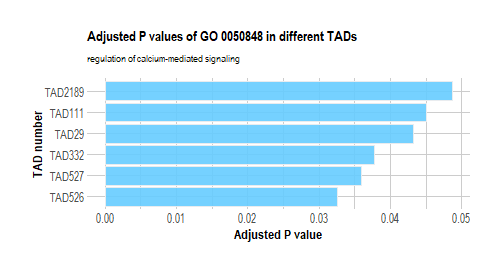 Adjusted P values of GO 0050848 in different TADs
regulation of calcium-mediated signaling
TAD number
TAD2189
TAD111
TAD29
TAD332
TAD527
TAD526
0.00 0.01 0.02 0.03 0.04 0.05
Adjusted P value